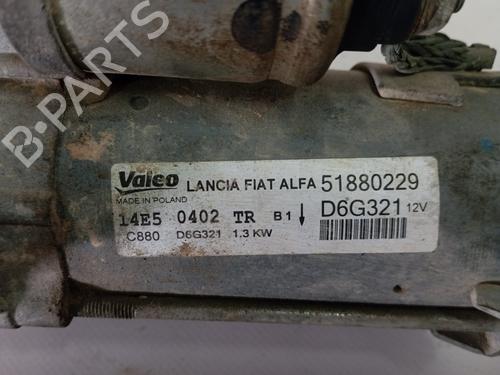 B-PARTS
Valeo LANCIA FIAT ALFA 51880229
MADE IN POLAND D6G321 12V
14E5 0402 TR B1
C880 D6G321 1.3 KW